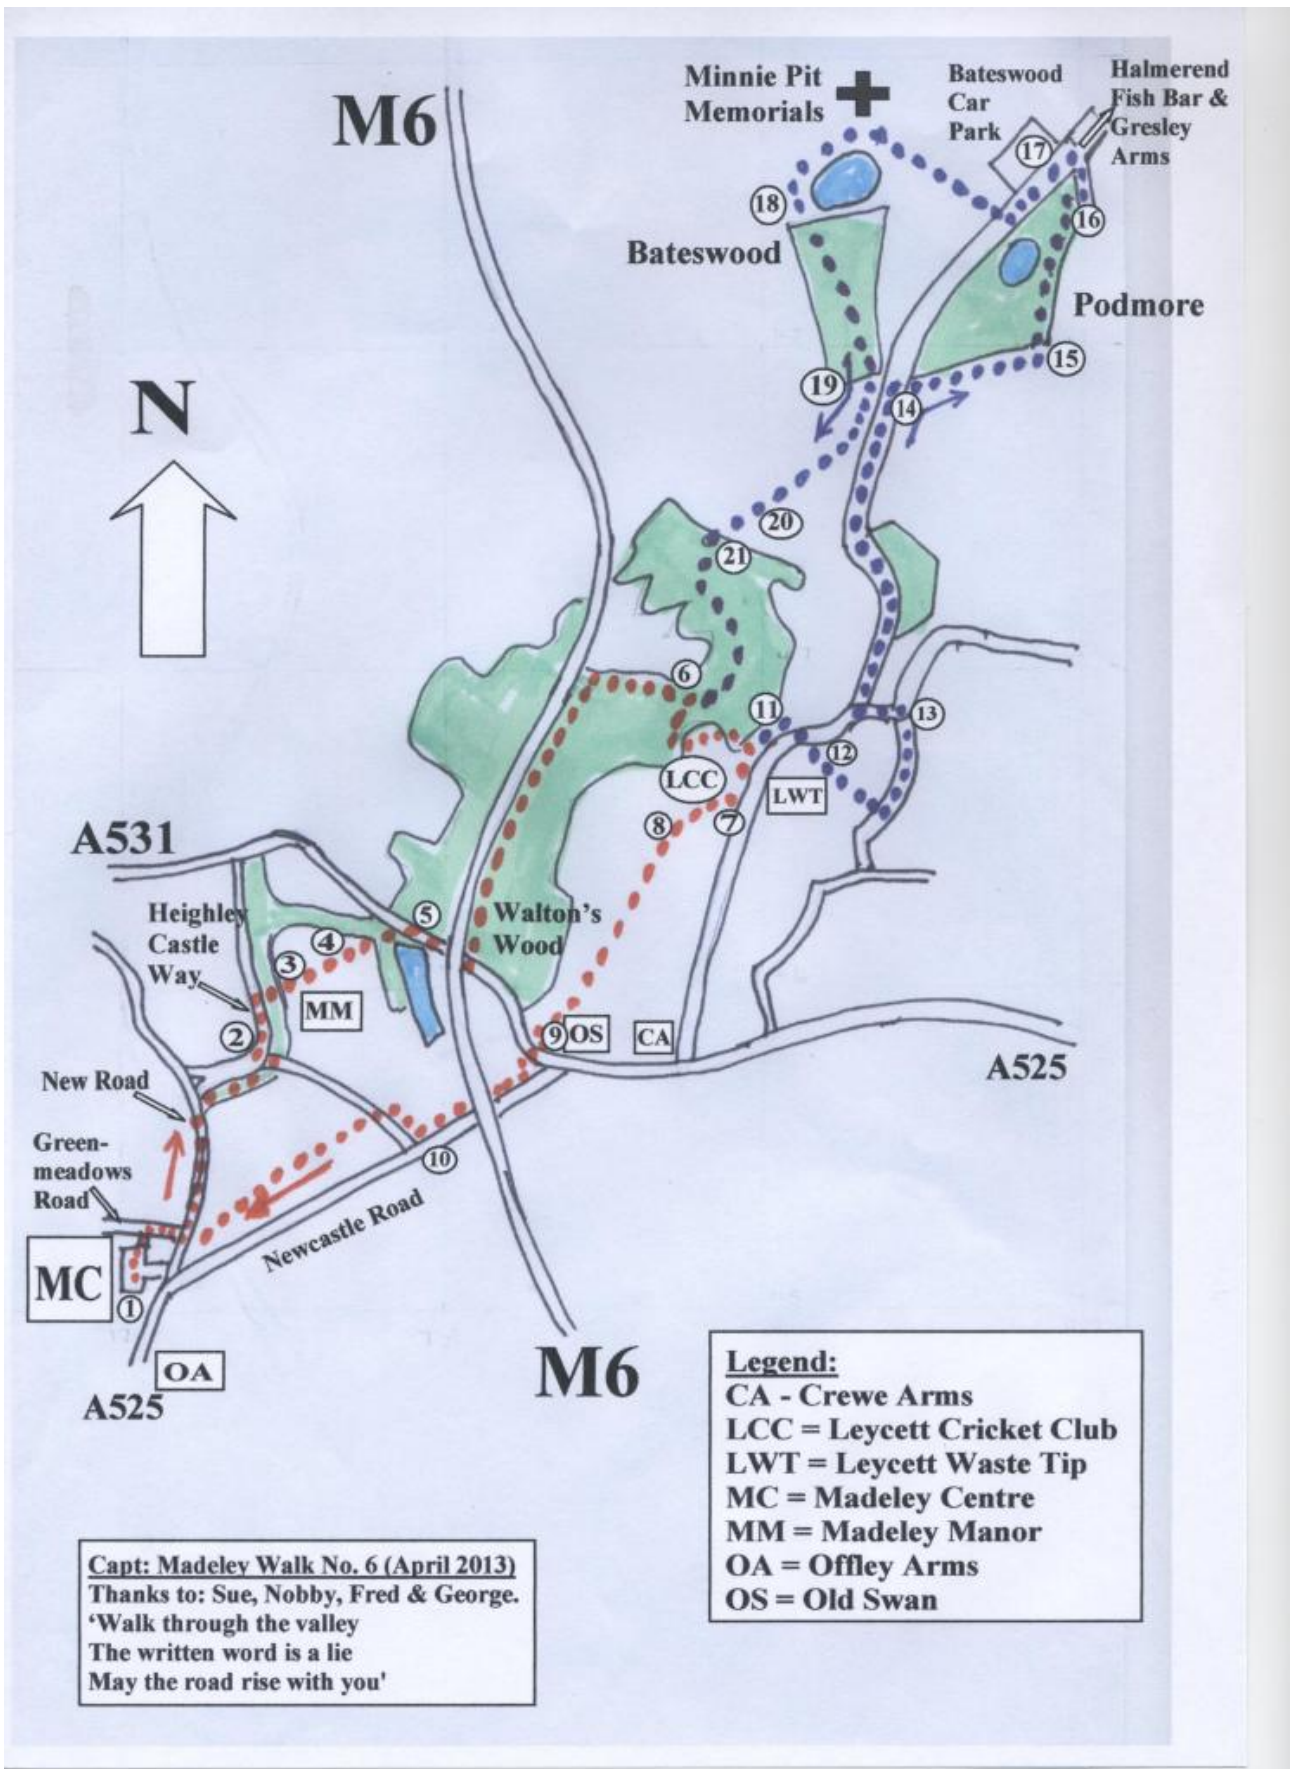 M6
Minnie Pit
Memorials
Bateswood
Car
Park
Halmerend
Fish Bar &
Gresley
Arms
17
18
16
Bateswood
Podmore
15
19
14
N
20
21
6
11
13
12
LCC
LWT
8
7
A531
Heighley
Castle
Way
5
4
3
Walton's
Wood
MM
2
9
OS
CA
A525
New Road
Green-
meadows
Road
10
Newcastle Road
MC
1
OA
A525
M6
Legend:
CA - Crewe Arms
LCC = Leycett Cricket Club
LWT = Leycett Waste Tip
MC = Madeley Centre
MM = Madeley Manor
OA = Offley Arms
OS = Old Swan
Capt: Madeley Walk No. 6 (April 2013)
Thanks to: Sue, Nobby, Fred & George.
‘Walk through the valley
The written word is a lie
May the road rise with you'